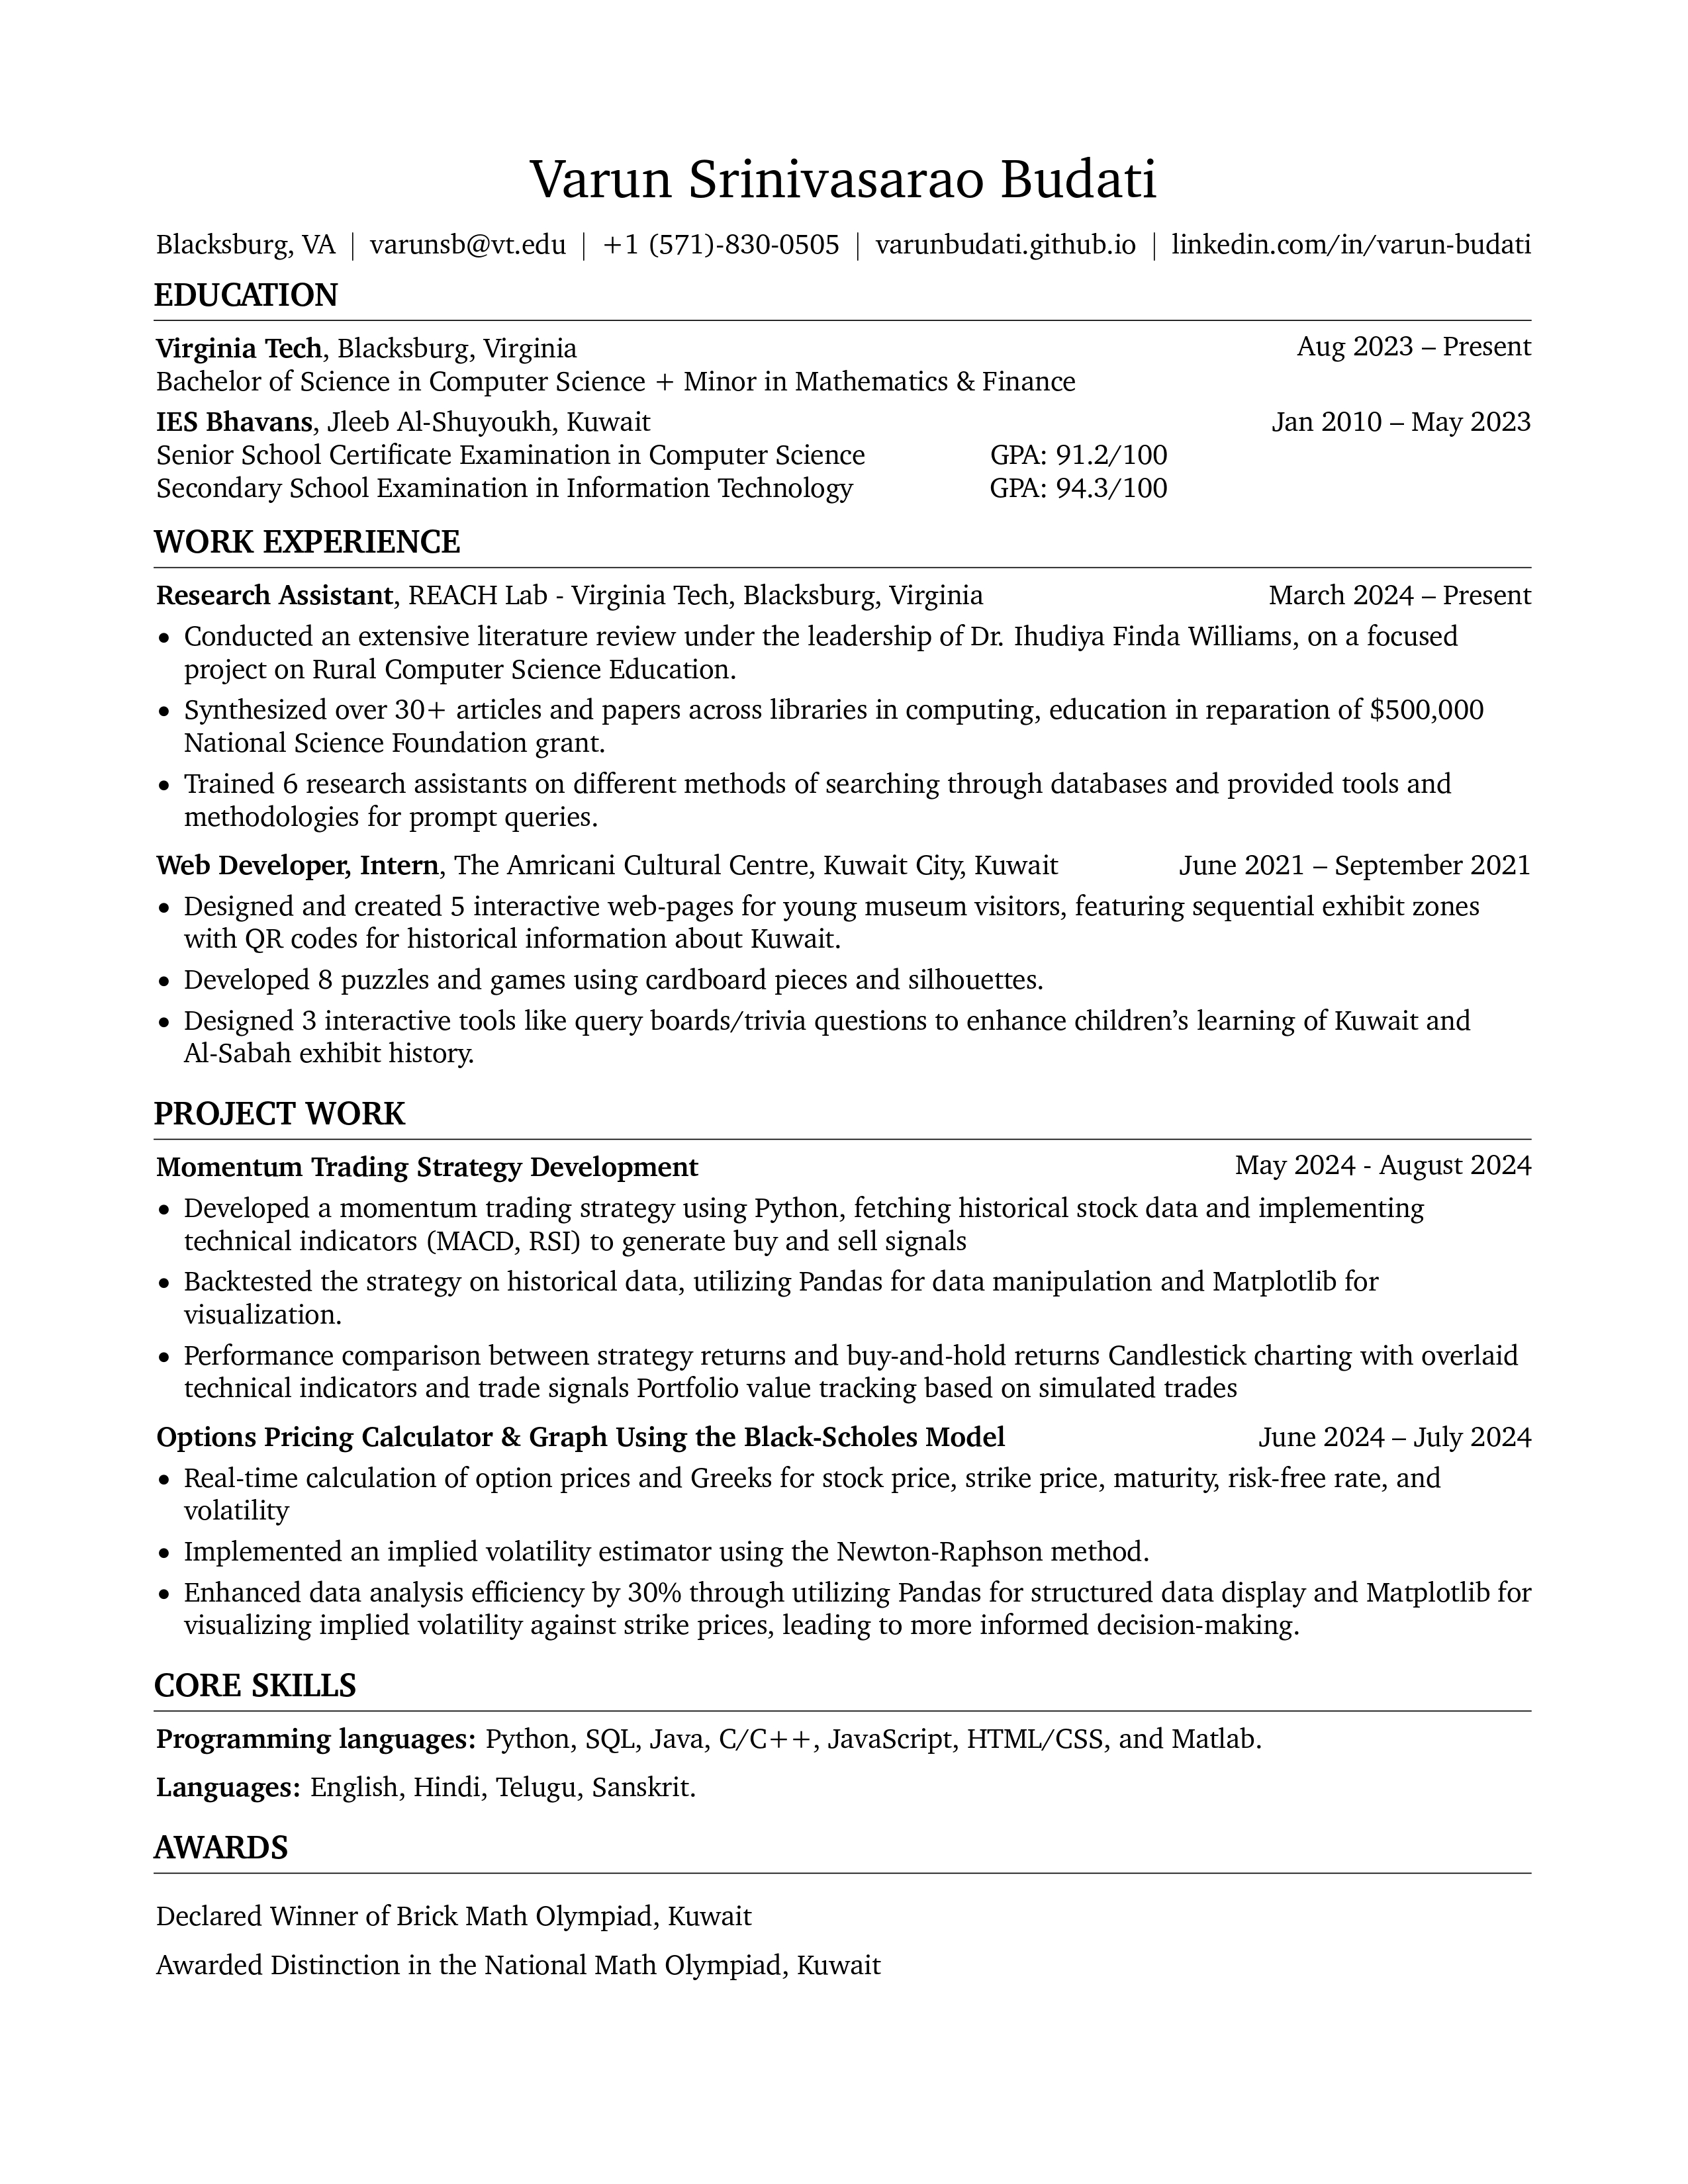 Varun Srinivasarao Budati
Blacksburg, VA | varunsb@vt.edu | +1 (571)-830-0505 | varunbudati.github.io | linkedin.com/in/varun-budati
EDUCATION
Virginia Tech, Blacksburg, Virginia Aug 2023 – Present
Bachelor of Science in Computer Science + Minor in Mathematics & Finance
IES Bhavans, Jleeb Al-Shuyoukh, Kuwait Jan 2010 – May 2023
Senior School Certificate Examination in Computer Science GPA: 91.2/100
Secondary School Examination in Information Technology GPA: 94.3/100
WORK EXPERIENCE
Research Assistant, REACH Lab - Virginia Tech, Blacksburg, Virginia March 2024 – Present
• Conducted an extensive literature review under the leadership of Dr. Ihudiya Finda Williams, on a focused
project on Rural Computer Science Education.
• Synthesized over 30+ articles and papers across libraries in computing, education in reparation of $500,000
National Science Foundation grant.
• Trained 6 research assistants on different methods of searching through databases and provided tools and
methodologies for prompt queries.
Web Developer, Intern, The Amricani Cultural Centre, Kuwait City, Kuwait June 2021 – September 2021
• Designed and created 5 interactive web-pages for young museum visitors, featuring sequential exhibit zones
with QR codes for historical information about Kuwait.
• Developed 8 puzzles and games using cardboard pieces and silhouettes.
• Designed 3 interactive tools like query boards/trivia questions to enhance children’s learning of Kuwait and
Al-Sabah exhibit history.
PROJECT WORK
Momentum Trading Strategy Development May 2024 - August 2024
• Developed a momentum trading strategy using Python, fetching historical stock data and implementing
technical indicators (MACD, RSI) to generate buy and sell signals
• Backtested the strategy on historical data, utilizing Pandas for data manipulation and Matplotlib for
visualization.
• Performance comparison between strategy returns and buy-and-hold returns Candlestick charting with overlaid
technical indicators and trade signals Portfolio value tracking based on simulated trades
Options Pricing Calculator & Graph Using the Black-Scholes Model June 2024 – July 2024
• Real-time calculation of option prices and Greeks for stock price, strike price, maturity, risk-free rate, and
volatility
• Implemented an implied volatility estimator using the Newton-Raphson method.
• Enhanced data analysis efficiency by 30% through utilizing Pandas for structured data display and Matplotlib for
visualizing implied volatility against strike prices, leading to more informed decision-making.
CORE SKILLS
Programming languages: Python, SQL, Java, C/C++, JavaScript, HTML/CSS, and Matlab.
Languages: English, Hindi, Telugu, Sanskrit.
AWARDS
Declared Winner of Brick Math Olympiad, Kuwait
Awarded Distinction in the National Math Olympiad, Kuwait